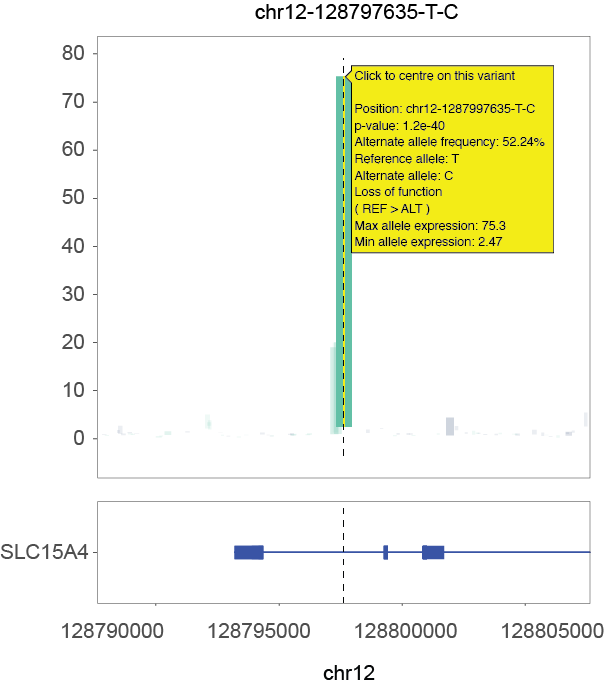 chr12-128797635-T-C
80
70
60
50
40
30
20
10
0
Click to centre on this variant
Position: chr12-1287997635-T-C
p-value: 1.2e-40
Alternate allele frequency: 52.24%
Reference allele: T
Alternate allele: C
Loss of function
( REF > ALT )
Max allele expression: 75.3
Min allele expression: 2.47
SLC15A4
128790000 128795000 128800000 128805000
chr12